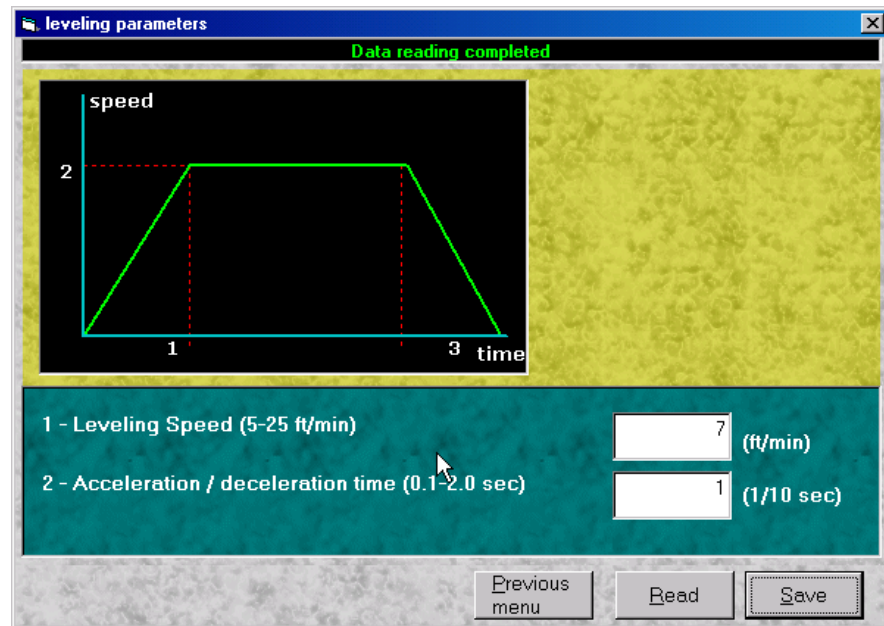 leveling parameters
Data reading completed
speed
2
1
3
time
1 - Leveling Speed (5-25 ft/min)
7
(ft/min)
2 - Acceleration / deceleration time (0.1-2.0 sec)
1
(1/10 sec)
Previous
menu
Read
Save